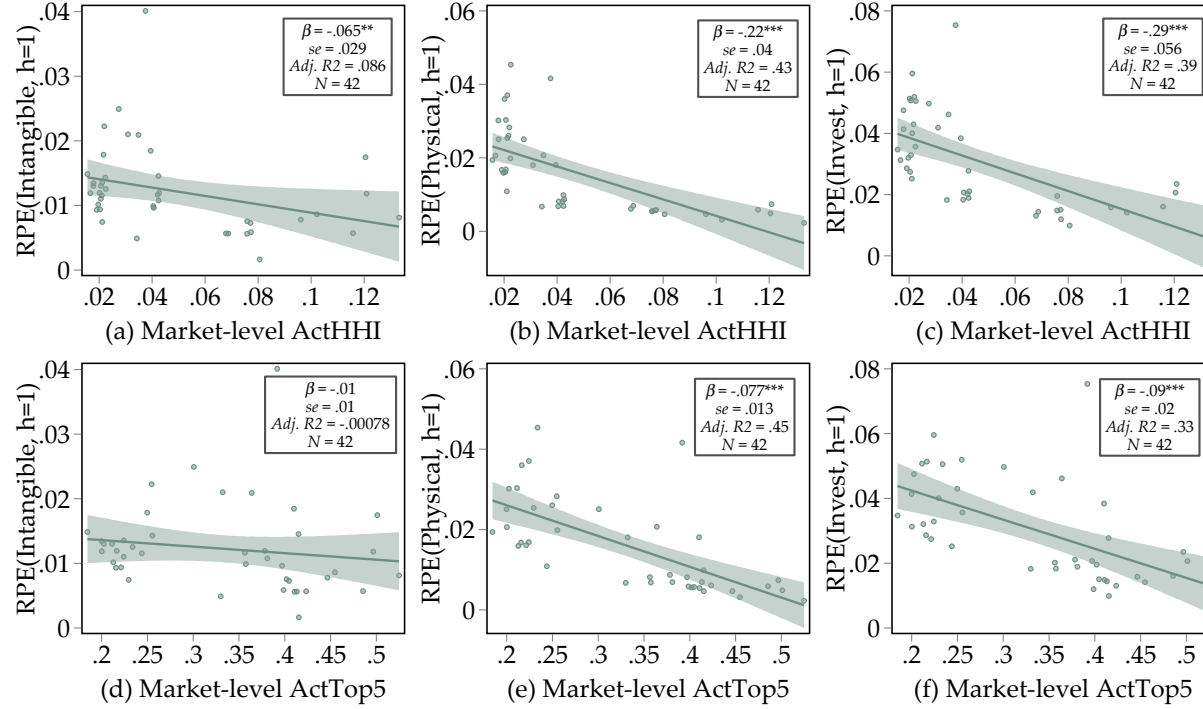 RPE(Intangible, h=1)
.04
.03
.02
.01
0
β = -.065**
se = .029
Adj. R2 = .086
N = 42
.02 .04 .06 .08 .1 .12
(a) Market-level ActHHI
RPE(Physical, h=1)
.06
.04
.02
0
β = -.22***
se = .04
Adj. R2 = .43
N = 42
.02 .04 .06 .08 .1 .12
(b) Market-level ActHHI
RPE(Invest, h=1)
.08
.06
.04
.02
0
β = -.29***
se = .056
Adj. R2 = .39
N = 42
.02 .04 .06 .08 .1 .12
(c) Market-level ActHHI
RPE(Intangible, h=1)
.04
.03
.02
.01
0
β = -.01
se = .01
Adj. R2 = -.00078
N = 42
.2 .25 .3 .35 .4 .45 .5
(d) Market-level ActTop5
RPE(Physical, h=1)
.06
.04
.02
0
β = -.077***
se = .013
Adj. R2 = .45
N = 42
.2 .25 .3 .35 .4 .45 .5
(e) Market-level ActTop5
RPE(Invest, h=1)
.08
.06
.04
.02
0
β = -.09***
se = .02
Adj. R2 = .33
N = 42
.2 .25 .3 .35 .4 .45 .5
(f) Market-level ActTop5